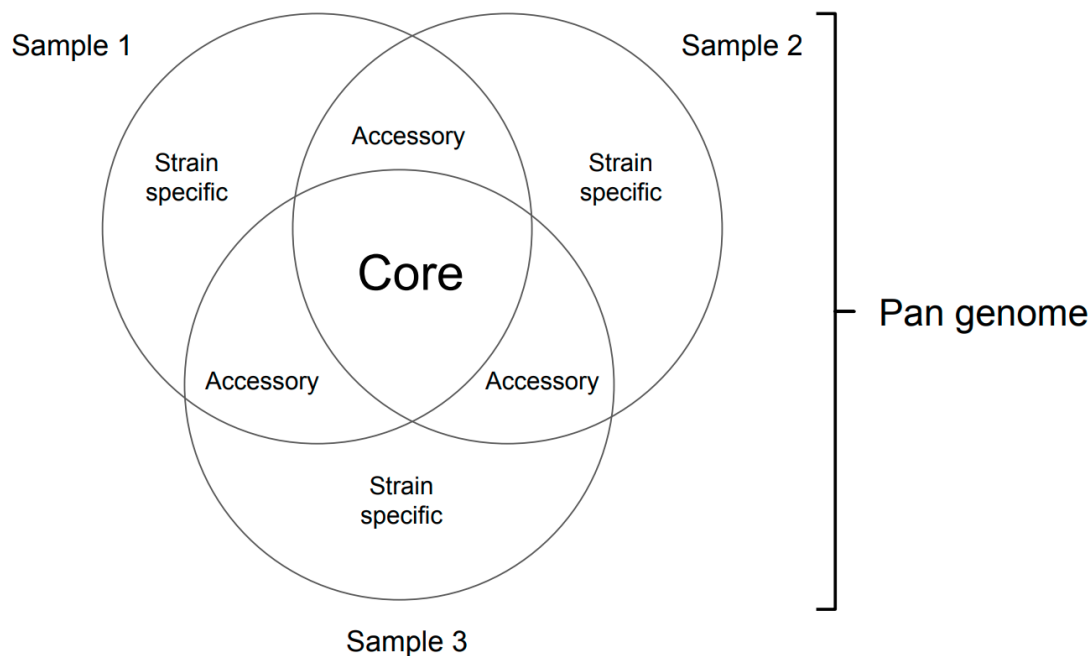 Sample 1
Sample 2
Accessory
Strain
specific
Strain
specific
Core
Pan genome
Accessory
Accessory
Strain
specific
Sample 3